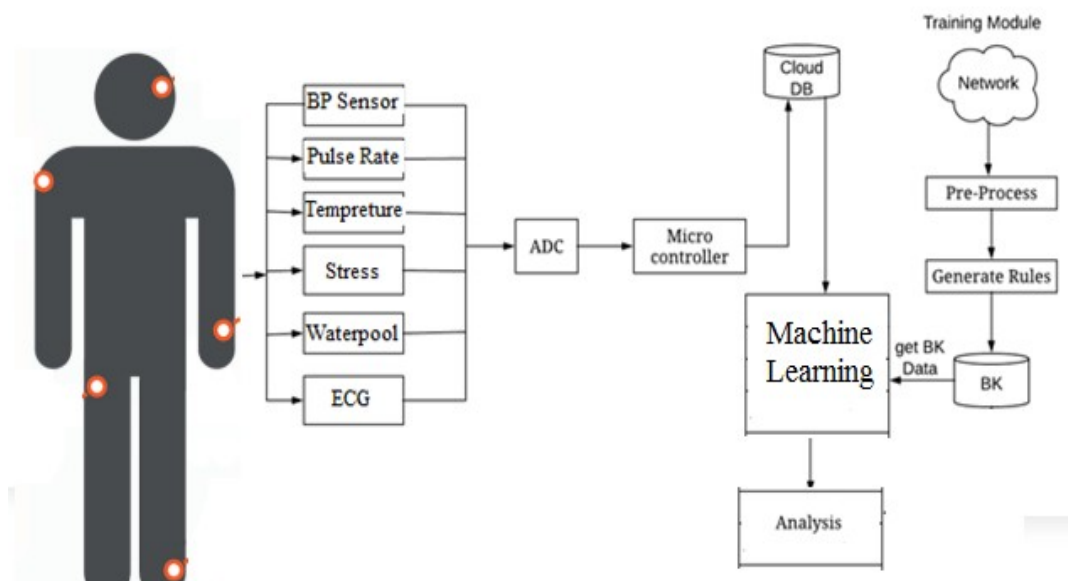 Training Module
Network
Cloud
DB
BP Sensor
Pulse Rate
Tempreture
Stress
Waterpool
ECG
ADC
Micro
controller
Pre-Process
Generate Rules
BK
get BK
Data
Machine
Learning
Analysis